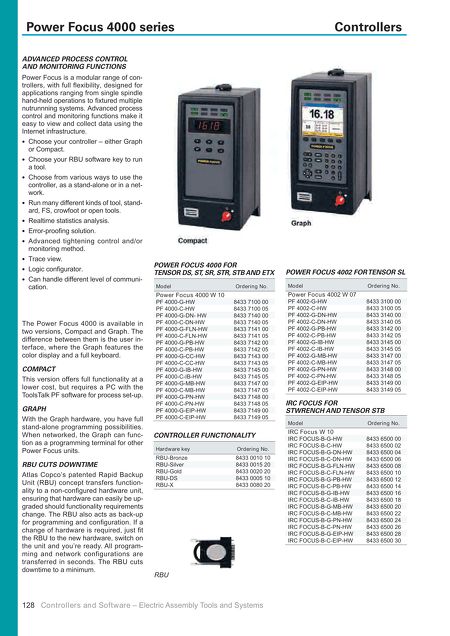 Power Focus 4000 series
Controllers
ADVANCED PROCESS CONTROL
AND MONITORING FUNCTIONS
Power Focus is a modular range of con-
trollers, with full flexibility, designed for
applications ranging from single spindle
hand-held operations to fixtured multiple
nutrunning systems. Advanced process
control and monitoring functions make it
easy to view and collect data using the
Internet infrastructure.
• Choose your controller – either Graph
or Compact.
• Choose your RBU software key to run
a tool.
• Choose from various ways to use the
controller, as a stand-alone or in a net-
work.
• Run many different kinds of tool, stand-
ard, FS, crowfoot or open tools.
• Realtime statistics analysis.
• Error-proofing solution.
• Advanced tightening control and/or
monitoring method.
• Trace view.
• Logic configurator.
• Can handle different level of communi-
cation.
The Power Focus 4000 is available in
two versions, Compact and Graph. The
difference between them is the user in-
terface, where the Graph features the
color display and a full keyboard.
COMPACT
This version offers full functionality at a
lower cost, but requires a PC with the
ToolsTalk PF software for process set-up.
GRAPH
With the Graph hardware, you have full
stand-alone programming possibilities.
When networked, the Graph can func-
tion as a programming terminal for other
Power Focus units.
RBU CUTS DOWNTIME
Atlas Copco's patented Rapid Backup
Unit (RBU) concept transfers function-
ality to a non-configured hardware unit,
ensuring that hardware can easily be up-
graded should functionality requirements
change. The RBU also acts as back-up
for programming and configuration. If a
change of hardware is required, just fit
the RBU to the new hardware, switch on
the unit and you're ready. All program-
ming and network configurations are
transferred in seconds. The RBU cuts
downtime to a minimum.
1618
POWER FOCUS
Compact
16.18
POWER FOCUS
Graph
POWER FOCUS 4000 FOR
TENSOR DS, ST, SR, STR, STB AND ETX
Model Ordering No.
Power Focus 4000 W 10
PF 4000-G-HW 8433 7100 00
PF 4000-C-HW 8433 7100 05
PF 4000-G-DN- HW 8433 7140 00
PF 4000-C-DN-HW 8433 7140 05
PF 4000-G-FLN-HW 8433 7141 00
PF 4000-C-FLN-HW 8433 7141 05
PF 4000-G-PB-HW 8433 7142 00
PF 4000-C-PB-HW 8433 7142 05
PF 4000-G-CC-HW 8433 7143 00
PF 4000-C-CC-HW 8433 7143 05
PF 4000-G-IB-HW 8433 7145 00
PF 4000-C-IB-HW 8433 7145 05
PF 4000-G-MB-HW 8433 7147 00
PF 4000-C-MB-HW 8433 7147 05
PF 4000-G-PN-HW 8433 7148 00
PF 4000-C-PN-HW 8433 7148 05
PF 4000-G-EIP-HW 8433 7149 00
PF 4000-C-EIP-HW 8433 7149 05
CONTROLLER FUNCTIONALITY
Hardware key Ordering No.
RBU-Bronze 8433 0010 10
RBU-Silver 8433 0015 20
RBU-Gold 8433 0020 20
RBU-DS 8433 0005 10
RBU-X 8433 0080 20
RBU
POWER FOCUS 4002 FOR TENSOR SL
Model Ordering No.
Power Focus 4002 W 07
PF 4002-G-HW 8433 3100 00
PF 4002-C-HW 8433 3100 05
PF 4002-G-DN-HW 8433 3140 00
PF 4002-C-DN-HW 8433 3140 05
PF 4002-G-PB-HW 8433 3142 00
PF 4002-C-PB-HW 8433 3142 05
PF 4002-G-IB-HW 8433 3145 00
PF 4002-C-IB-HW 8433 3145 05
PF 4002-G-MB-HW 8433 3147 00
PF 4002-C-MB-HW 8433 3147 05
PF 4002-G-PN-HW 8433 3148 00
PF 4002-C-PN-HW 8433 3148 05
PF 4002-G-EIP-HW 8433 3149 00
PF 4002-C-EIP-HW 8433 3149 05
IRC FOCUS FOR
STWRENCH AND TENSOR STB
Model Ordering No.
IRC Focus W 10
IRC FOCUS-B-G-HW 8433 6500 00
IRC FOCUS-B-C-HW 8433 6500 02
IRC FOCUS-B-G-DN-HW 8433 6500 04
IRC FOCUS-B-C-DN-HW 8433 6500 06
IRC FOCUS-B-G-FLN-HW 8433 6500 08
IRC FOCUS-B-C-FLN-HW 8433 6500 10
IRC FOCUS-B-G-PB-HW 8433 6500 12
IRC FOCUS-B-C-PB-HW 8433 6500 14
IRC FOCUS-B-G-IB-HW 8433 6500 16
IRC FOCUS-B-C-IB-HW 8433 6500 18
IRC FOCUS-B-G-MB-HW 8433 6500 20
IRC FOCUS-B-C-MB-HW 8433 6500 22
IRC FOCUS-B-G-PN-HW 8433 6500 24
IRC FOCUS-B-C-PN-HW 8433 6500 26
IRC FOCUS-B-G-EIP-HW 8433 6500 28
IRC FOCUS-B-C-EIP-HW 8433 6500 30
128 Controllers and Software – Electric Assembly Tools and Systems